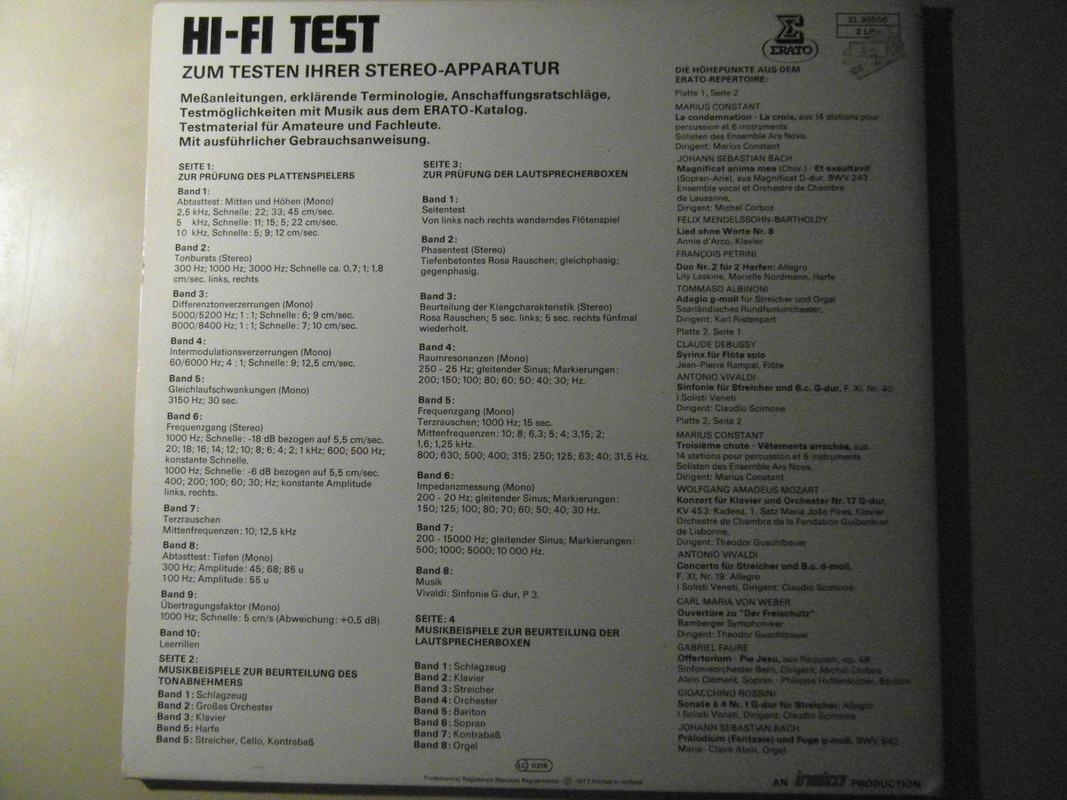 HI-FI TEST
ZUM TESTEN IHRER STEREO-APPARATUR
Meßanleitungen, erklärende Terminologie, Anschaffungsratschläge,
Testmöglichkeiten mit Musik aus dem ERATO-Katalog.
Testmaterial für Amateure und Fachleute.
Mit ausführlicher Gebrauchsanweisung.
SEITE 1:
ZUR PRÜFUNG DES PLATTENSPIELERS
Band 1:
Abtasttest: Mitten und Höhen (Mono)
2,5 kHz, Schnelle: 22; 33; 45 cm/sec.
5 kHz, Schnelle: 11; 15; 5; 22 cm/sec.
10 kHz, Schnelle: 5; 9; 12 cm/sec.
Band 2:
Tonbursts (Stereo)
300 Hz; 1000 Hz; 3000 Hz; Schnelle ca. 0,7; 1; 1,8
cm/sec. links, rechts
Band 3:
Differenztonverzerrungen (Mono)
5000/5200 Hz; 1 : 1; Schnelle: 6; 9 cm/sec.
8000/8400 Hz; 1 : 1; Schnelle: 7; 10 cm/sec.
Band 4:
Intermodulationsverzerrungen (Mono)
60/6000 Hz; 4 : 1; Schnelle: 9; 12,5 cm/sec.
Band 5:
Gleichlaufschwankungen (Mono)
3150 Hz; 30 sec.
Band 6:
Frequenzgang (Stereo)
1000 Hz; Schnelle: -18 dB bezogen auf 5,5 cm/sec.
20; 18; 16; 14; 12; 10; 8; 6; 4; 2; 1 kHz; 600; 500 Hz;
konstante Schnelle.
1000 Hz; Schnelle: -6 dB bezogen auf 5,5 cm/sec.
400; 200; 100; 60; 30; Hz; konstante Amplitude
links, rechts.
Band 7:
Terzrauschen
Mittenfrequenzen: 10; 12,5 kHz
Band 8:
Abtasttest: Tiefen (Mono)
300 Hz; Amplitude: 45; 68; 85 u
100 Hz; Amplitude: 55 u
Band 9:
Übertragungsfaktor (Mono)
1000 Hz; Schnelle: 5 cm/s (Abweichung: +0,5 dB)
Band 10:
Leerrillen
SEITE 2:
MUSIKBEISPIELE ZUR BEURTEILUNG DES
TONABNEHMERS
Band 1: Schlagzeug
Band 2: Großes Orchester
Band 3: Klavier
Band 5: Harfe
Band 5: Streicher, Cello, Kontrabaß
SEITE 3:
ZUR PRÜFUNG DER LAUTSPRECHERBOXEN
Band 1:
Seitentest
Von links nach rechts wanderndes Flötenspiel
Band 2:
Phasentest (Stereo)
Tiefenbetontes Rosa Rauschen; gleichphasig;
gegenphasig.
Band 3:
Beurteilung der Klangcharakteristik (Stereo)
Rosa Rauschen; 5 sec. links; 5 sec. rechts fünfmal
wiederholt.
Band 4:
Raumresonanzen (Mono)
250 - 25 Hz; gleitender Sinus; Markierungen:
200; 150; 100; 80; 60; 50; 40; 30; Hz.
Band 5:
Frequenzgang (Mono)
Terzrauschen; 1000 Hz; 15 sec.
Mittenfrequenzen: 10; 8; 6,3; 5; 4; 3,15; 2;
1,6; 1,25 kHz.
800; 630; 500; 400; 315; 250; 125; 63; 40; 31,5 Hz.
Band 6:
Impedanzmessung (Mono)
200 - 20 Hz; gleitender Sinus; Markierungen:
150; 125; 100; 80; 70; 60; 50; 40; 30 Hz.
Band 7:
200 - 15000 Hz; gleitender Sinus; Markierungen:
500; 1000; 5000; 10 000 Hz.
Band 8:
Musik
Vivaldi: Sinfonie G-dur, P 3.
SEITE: 4
MUSIKBEISPIELE ZUR BEURTEILUNG DER
LAUTSPRECHERBOXEN
Band 1: Schlagzeug
Band 2: Klavier
Band 3: Streicher
Band 4: Orchester
Band 5: Bariton
Band 6: Sopran
Band 7: Kontrabaß
Band 8: Orgel
ERATO
ZL 30500
2 LPs
DIE HÖHEPUNKTE AUS DEM
ERATO-REPERTOIRE:
Platte 1, Seite 2
MARIUS CONSTANT
La condamnation · La croix, aus 14 stations pour
percussion et 6 instruments
Solisten des Ensemble Ars Nova,
Dirigent: Marius Constant
JOHANN SEBASTIAN BACH
Magnificat anima mea (Chor.) · Et exsultavit
(Sopran-Arie), aus Magnificat D-dur, BWV 243
Ensemble vocal et Orchestre de Chambre
de Lausanne,
Dirigent: Michel Corboz
FELIX MENDELSSOHN-BARTHOLDY
Lied ohne Worte Nr. 8
Annie d'Arco, Klavier
FRANÇOIS PETRINI
Duo Nr. 2 für 2 Harfen: Allegro
Lily Laskine, Marielle Nordmann, Harfe
TOMMASO ALBINONI
Adagio g-moll für Streicher und Orgel
Saarländisches Rundfunkorchester,
Dirigent: Karl Ristenpart
Platte 2, Seite 1
CLAUDE DEBUSSY
Syrinx für Flöte solo
Jean-Pierre Rampal, Flöte
ANTONIO VIVALDI
Sinfonie für Streicher und B.c. G-dur, F. XI, Nr. 40
I Solisti Veneti
Dirigent: Claudio Scimone
Platte 2, Seite 2
MARIUS CONSTANT
Troisième chute · Vêtements arrachés, aus
14 stations pour percussion et 6 instruments
Solisten des Ensemble Ars Nova,
Dirigent: Marius Constant
WOLFGANG AMADEUS MOZART
Konzert für Klavier und Orchester Nr. 17 G-dur,
KV 453: Kadenz, 1. Satz Maria João Pires, Klavier
Orchestre de Chambre de la Fondation Gulbenkian
de Lisbonne,
Dirigent: Theodor Guschlbauer
ANTONIO VIVALDI
Concerto für Streicher und B.c. d-moll,
F. XI, Nr. 19: Allegro
I Solisti Veneti, Dirigent: Claudio Scimone
CARL MARIA VON WEBER
Ouvertüre zu "Der Freischütz"
Bamberger Symphoniker
Dirigent: Theodor Guschlbauer
GABRIEL FAURÉ
Offertorium · Pie Jesu, aus Requiem, op. 48
Sinfonieorchester Bern, Dirigent: Michel Corboz
Alain Clément, Sopran · Philippe Huttenlocher, Bariton
GIOACCHINO ROSSINI
Sonate à 4 Nr. 1 G-dur für Streicher: Allegro
I Solisti Veneti, Dirigent: Claudio Scimone
JOHANN SEBASTIAN BACH
Präludium (Fantasie) und Fuge g-moll, BWV 542
Marie-Claire Alain, Orgel
LC 0316
Trademark(s) Registered Marca(s) Registrada(s) · Ⓟ 1977 Printed in Holland
AN PRODUCTION